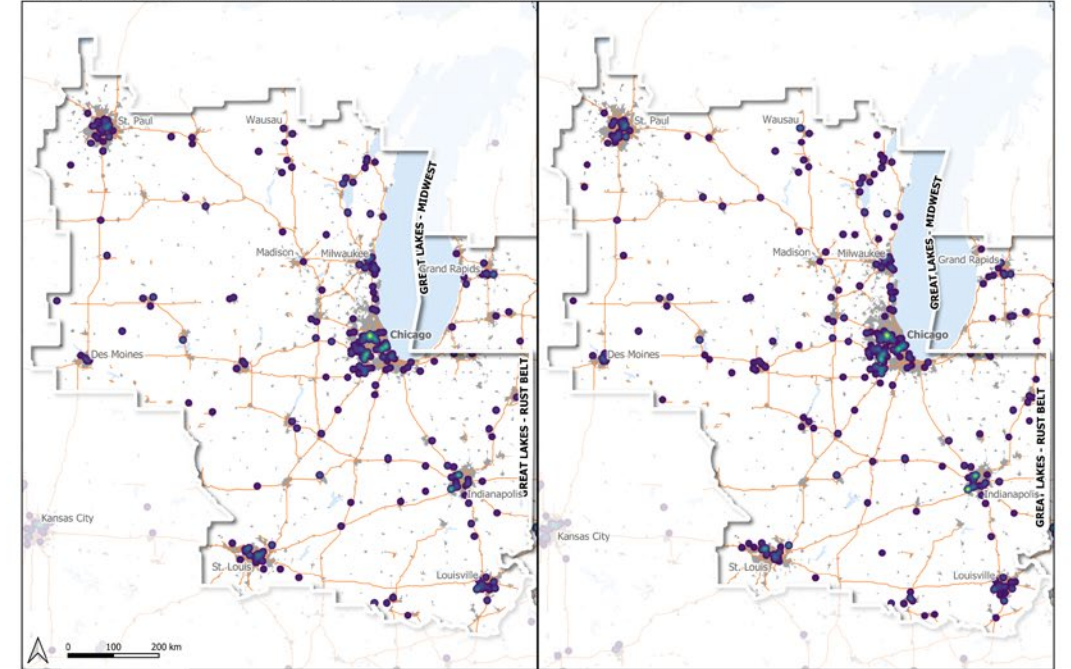 St. Paul
Wausau
GREAT LAKES - MIDWEST
Madison
Milwaukee
Grand Rapids
Chicago
Des Moines
GREAT LAKES - RUST BELT
Indianapolis
Kansas City
St. Louis
Louisville
0 100 200 km
St. Paul
Wausau
GREAT LAKES - MIDWEST
Madison
Milwaukee
Grand Rapids
Chicago
Des Moines
GREAT LAKES - RUST BELT
Indianapolis
Kansas City
St. Louis
Louisville